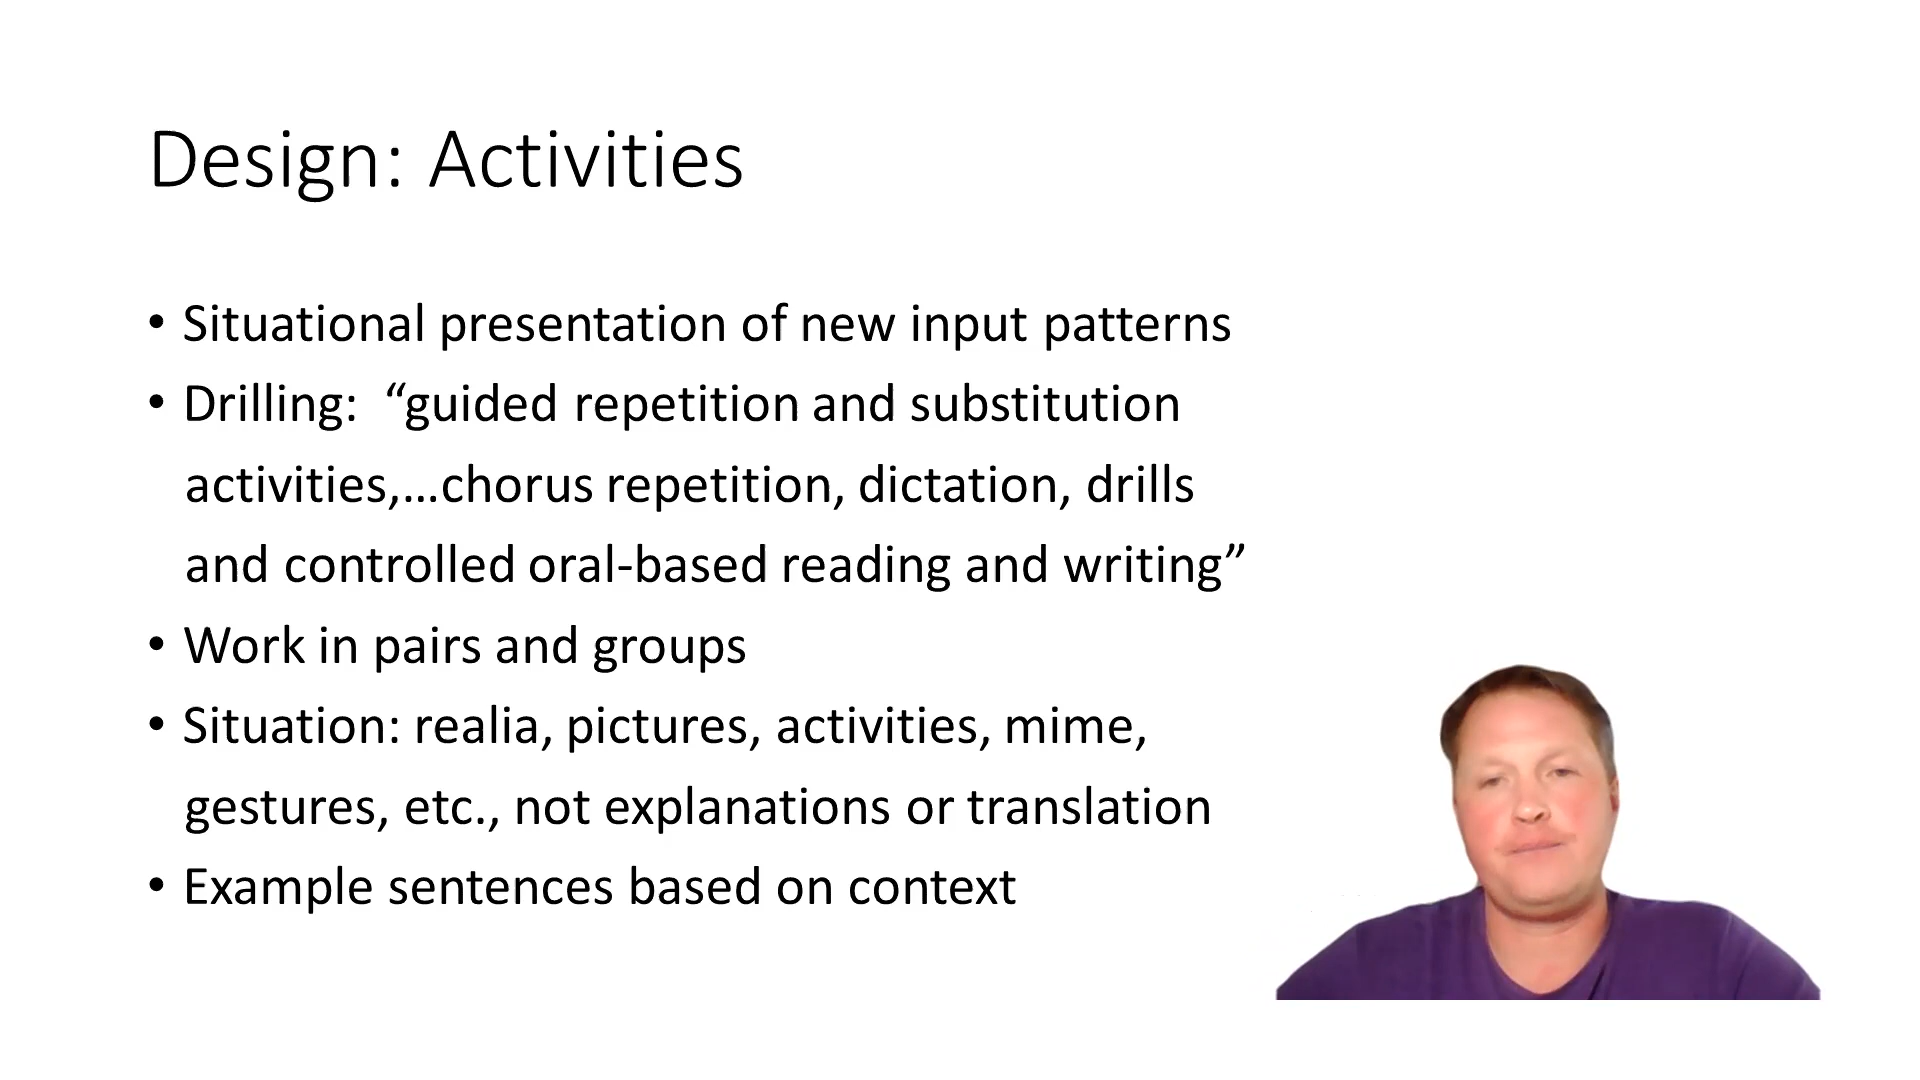 Design: Activities
• Situational presentation of new input patterns
• Drilling:  “guided repetition and substitution
activities,…chorus repetition, dictation, drills
and controlled oral-based reading and writing”
• Work in pairs and groups
• Situation: realia, pictures, activities, mime,
gestures, etc., not explanations or translation
• Example sentences based on context